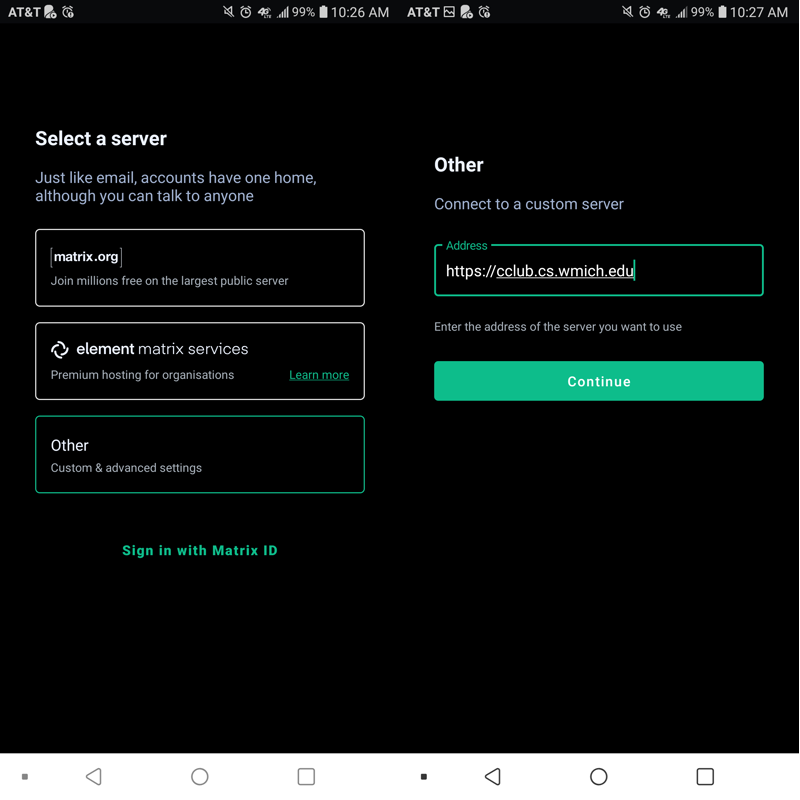 AT&T 99% 10:26 AM
Select a server
Just like email, accounts have one home,
although you can talk to anyone
[matrix.org]
Join millions free on the largest public server
element matrix services
Premium hosting for organisations Learn more
Other
Custom & advanced settings
Sign in with Matrix ID
AT&T 4G LTE 99% 10:27 AM
Other
Connect to a custom server
Address
https://cclub.cs.wmich.edu
Enter the address of the server you want to use
Continue